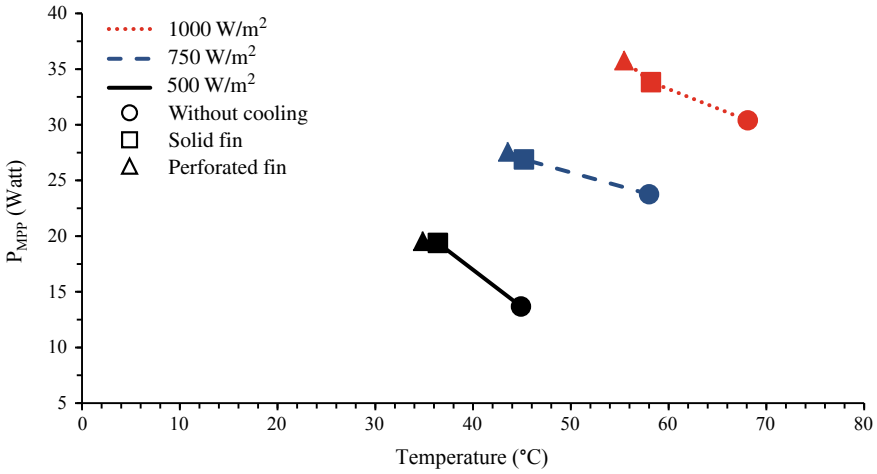 40
35
30
25
20
15
10
5
P_MPP (Watt)
1000 W/m²
750 W/m²
500 W/m²
Without cooling
Solid fin
Perforated fin
0 10 20 30 40 50 60 70 80
Temperature (°C)